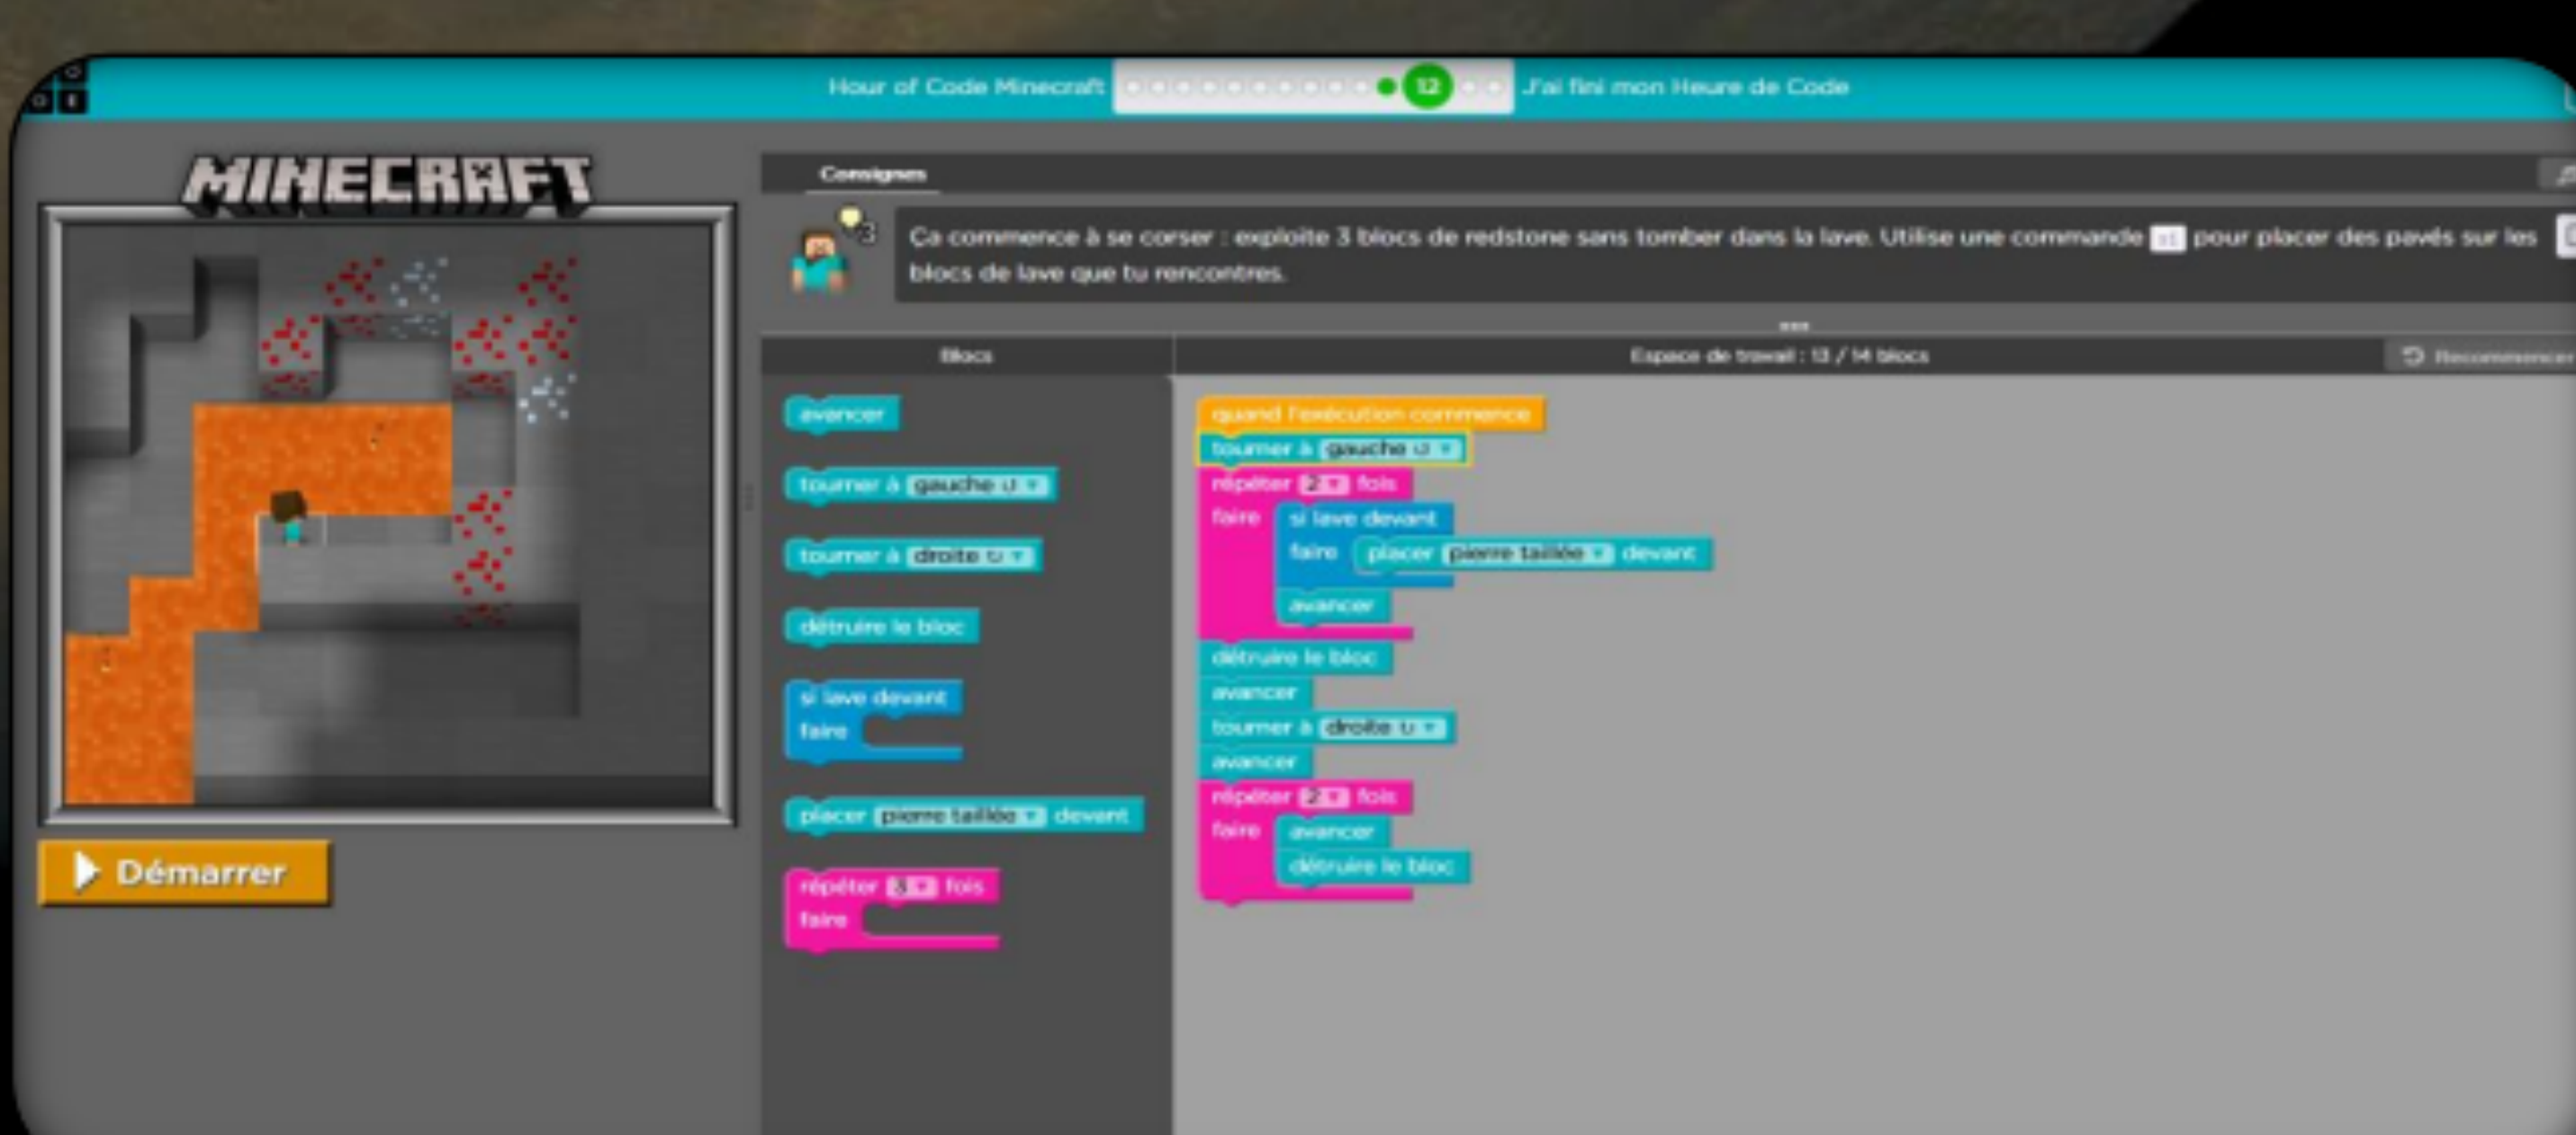 Hour of Code Minecraft
12
J'ai fini mon Heure de Code
MINECRAFT
Consignes
3
Ça commence à se corser : exploite 3 blocs de redstone sans tomber dans la lave. Utilise une commande si pour placer des pavés sur les
blocs de lave que tu rencontres.
Blocs
Espace de travail : 13 / 14 blocs
Recommencer
avancer
tourner à gauche
tourner à droite
détruire le bloc
si lave devant
faire
placer pierre taillée devant
répéter fois
faire
quand l'exécution commence
tourner à gauche
répéter 2 fois
faire
si lave devant
faire
placer pierre taillée devant
avancer
détruire le bloc
avancer
tourner à droite
avancer
répéter 2 fois
faire
avancer
détruire le bloc
Démarrer